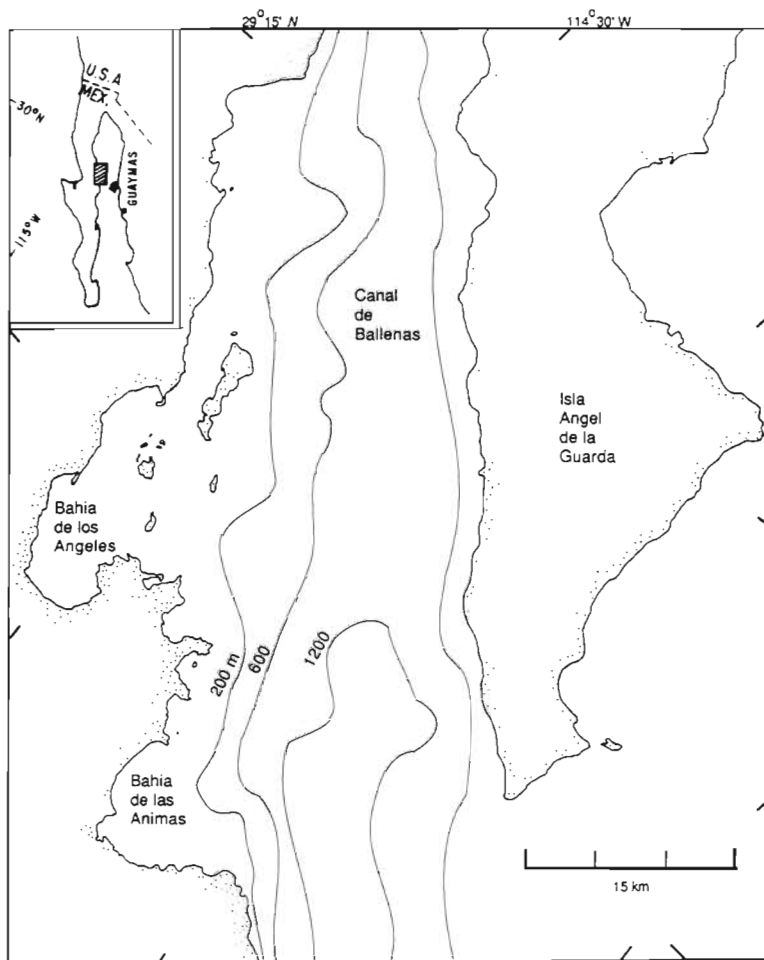 29°15' N
114°30' W
U.S.A
MEX.
30°N
GUAYMAS
115°W
Canal
de
Ballenas
Isla
Angel
de la
Guarda
Bahia
de los
Angeles
200 m
600
1200
Bahia
de las
Animas
15 km